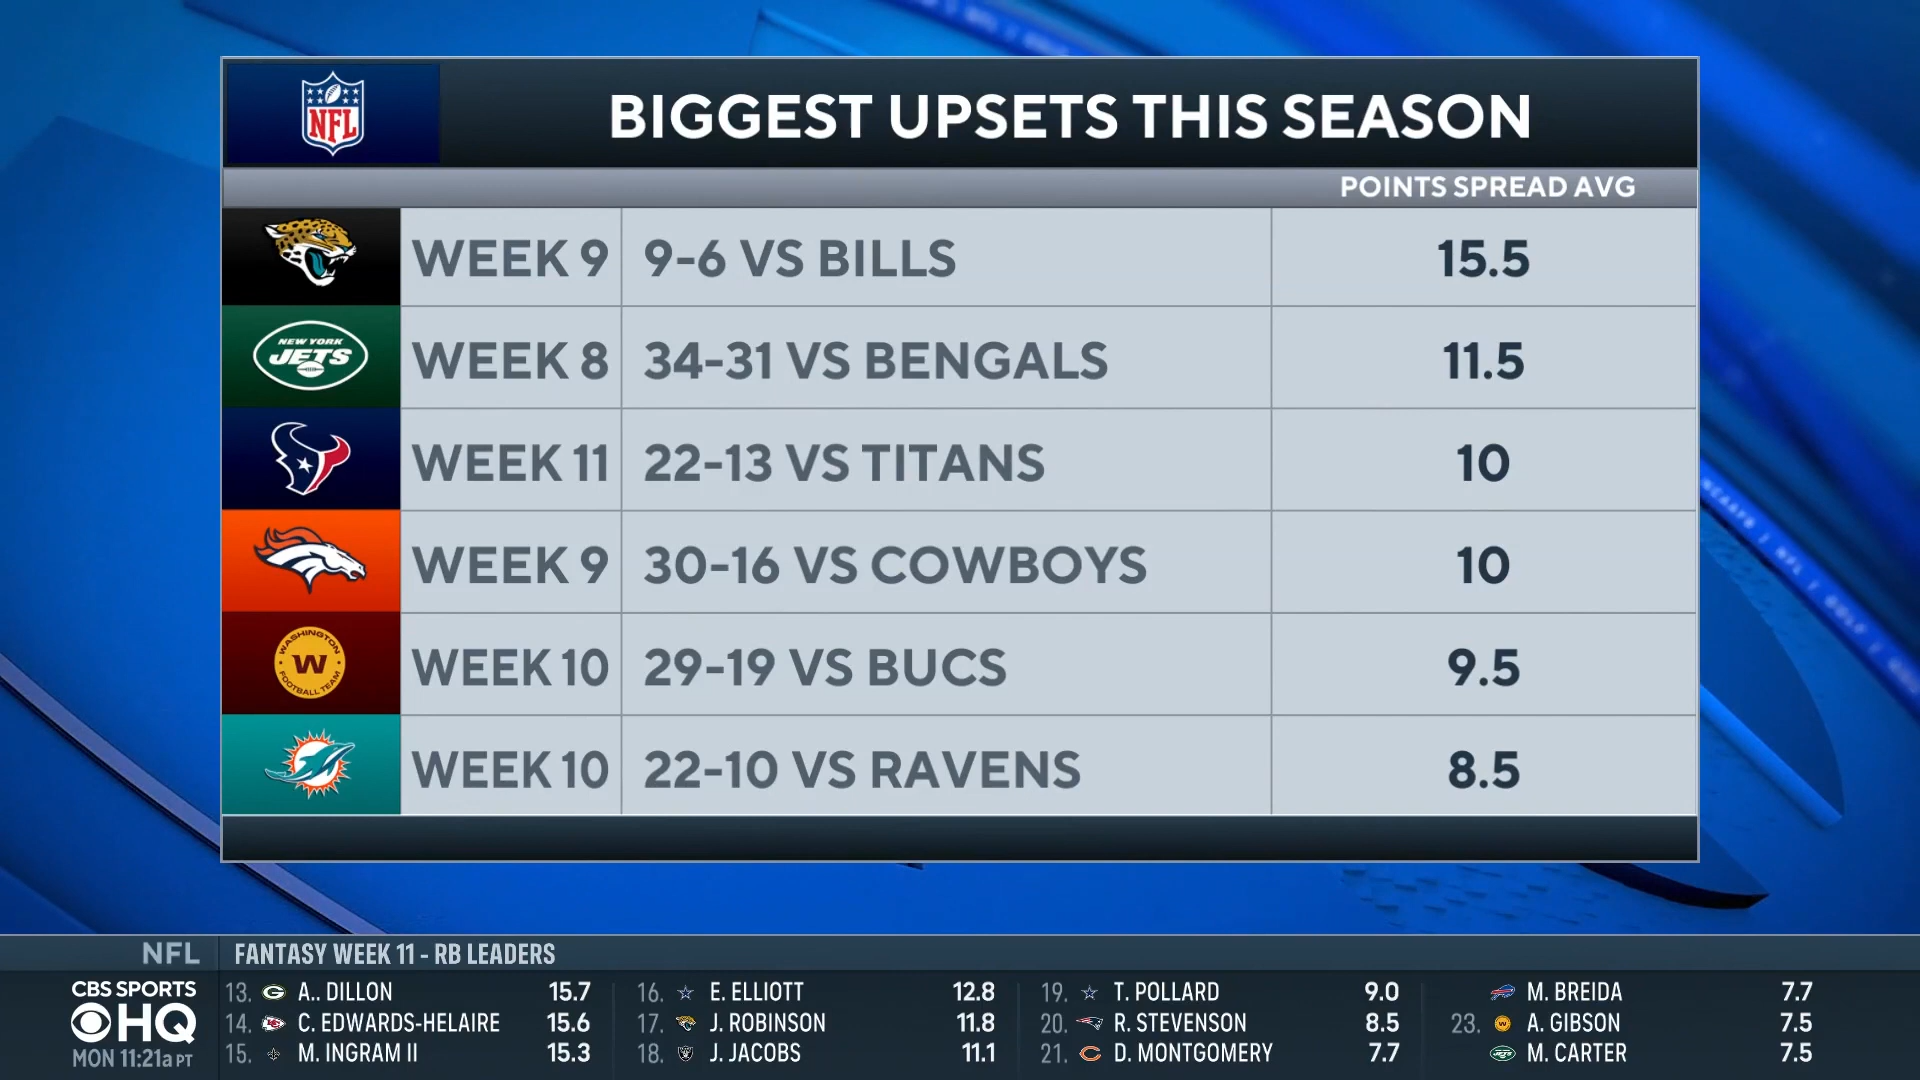 NFL
BIGGEST UPSETS THIS SEASON
POINTS SPREAD AVG
WEEK 9 9-6 VS BILLS 15.5
NEW YORK JETS WEEK 8 34-31 VS BENGALS 11.5
WEEK 11 22-13 VS TITANS 10
WEEK 9 30-16 VS COWBOYS 10
WASHINGTON W FOOTBALL TEAM WEEK 10 29-19 VS BUCS 9.5
WEEK 10 22-10 VS RAVENS 8.5
NCAAFB | NFL | GOLF |
NFL FANTASY WEEK 11 - RB LEADERS
CBS SPORTS HQ
MON 11:21a PT
13. A.. DILLON 15.7
14. C. EDWARDS-HELAIRE 15.6
15. M. INGRAM II 15.3
16. E. ELLIOTT 12.8
17. J. ROBINSON 11.8
18. J. JACOBS 11.1
19. T. POLLARD 9.0
20. R. STEVENSON 8.5
21. D. MONTGOMERY 7.7
M. BREIDA 7.7
23. A. GIBSON 7.5
M. CARTER 7.5